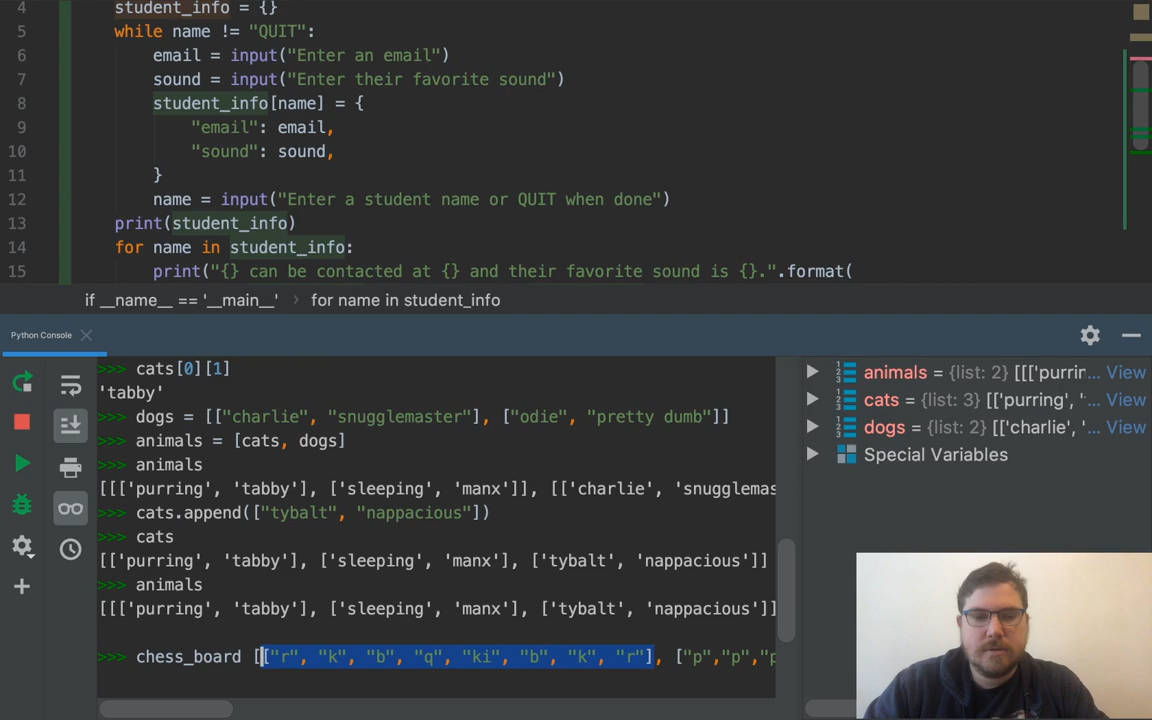 4 student_info = {}
5 while name != "QUIT":
6 email = input("Enter an email")
7 sound = input("Enter their favorite sound")
8 student_info[name] = {
9 "email": email,
10 "sound": sound,
11 }
12 name = input("Enter a student name or QUIT when done")
13 print(student_info)
14 for name in student_info:
15 print("{} can be contacted at {} and their favorite sound is {}.".format(
if __name__ == '__main__' › for name in student_info
Python Console
>>> cats[0][1]
'tabby'
>>> dogs = [["charlie", "snugglemaster"], ["odie", "pretty dumb"]]
>>> animals = [cats, dogs]
>>> animals
[[['purring', 'tabby'], ['sleeping', 'manx']], [['charlie', 'snugglemas
>>> cats.append(["tybalt", "nappacious"])
>>> cats
[['purring', 'tabby'], ['sleeping', 'manx'], ['tybalt', 'nappacious']]
>>> animals
[[['purring', 'tabby'], ['sleeping', 'manx'], ['tybalt', 'nappacious']]
>>> chess_board [["r", "k", "b", "q", "ki", "b", "k", "r"], ["p","p","p
animals = {list: 2} [[['purrin... View
cats = {list: 3} [['purring', '... View
dogs = {list: 2} [['charlie', '... View
Special Variables